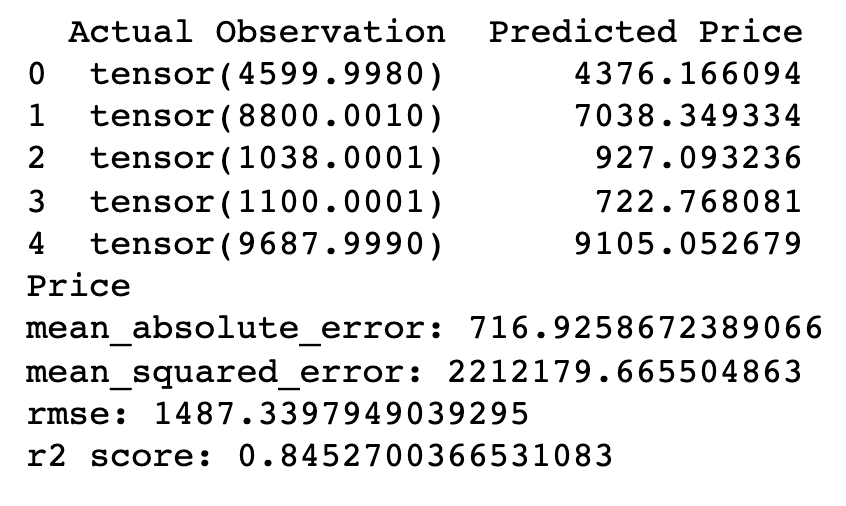 Actual Observation Predicted Price
0 tensor(4599.9980) 4376.166094
1 tensor(8800.0010) 7038.349334
2 tensor(1038.0001) 927.093236
3 tensor(1100.0001) 722.768081
4 tensor(9687.9990) 9105.052679
Price
mean_absolute_error: 716.9258672389066
mean_squared_error: 2212179.665504863
rmse: 1487.3397949039295
r2 score: 0.8452700366531083